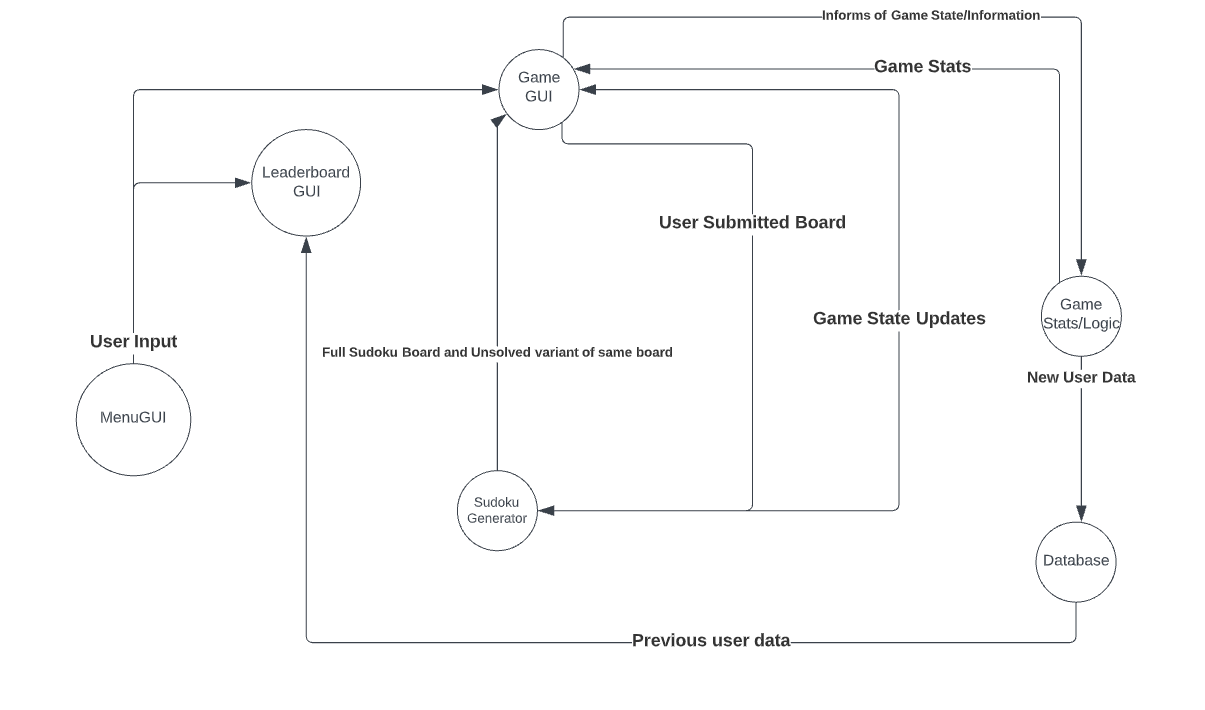 Informs of Game State/Information
Game Stats
Game
GUI
Leaderboard
GUI
User Submitted Board
Game
Stats/Logic
Game State Updates
User Input
Full Sudoku Board and Unsolved variant of same board
New User Data
MenuGUI
Sudoku
Generator
Database
Previous user data